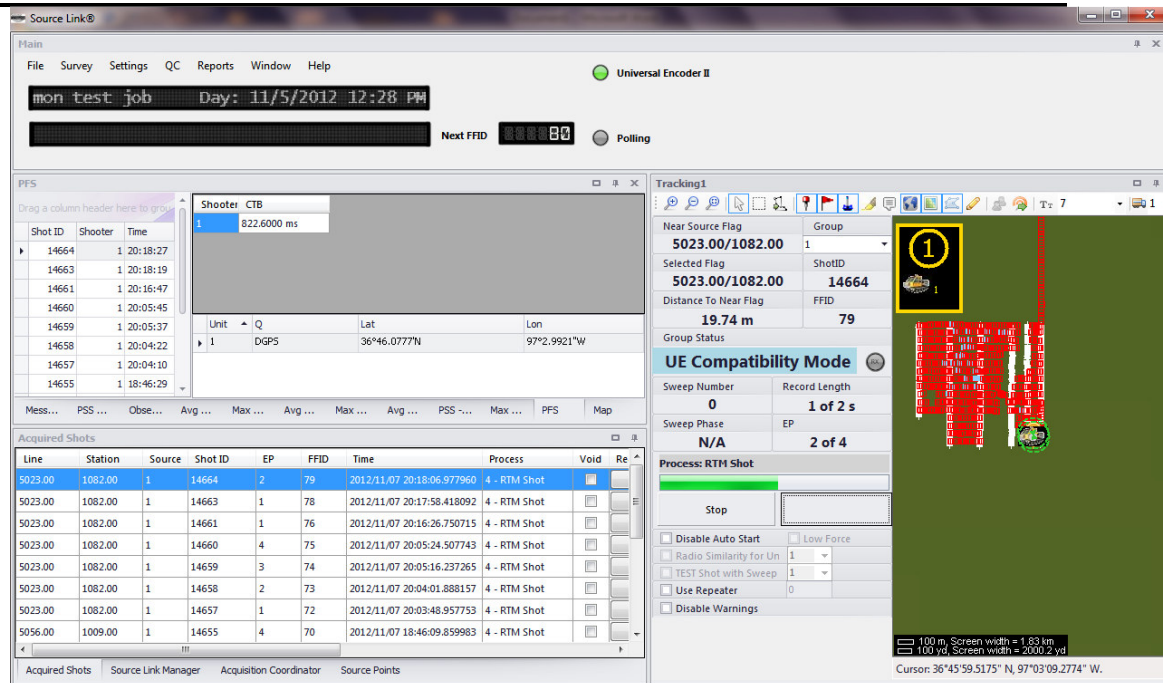 Source Link®
Main
File Survey Settings QC Reports Window Help
Universal Encoder II
mon test job Day: 11/5/2012 12:28 PM
Next FFID 80
Polling
PFS
Drag a column header here to grou
Shot ID Shooter Time
14664 1 20:18:27
14663 1 20:18:19
14661 1 20:16:47
14660 1 20:05:45
14659 1 20:05:37
14658 1 20:04:22
14657 1 20:04:10
14655 1 18:46:29
Shooter CTB
1 822.6000 ms
Unit Q Lat Lon
1 DGPS 36°46.0777'N 97°2.9921"W
Mess... PSS ... Obse... Avg ... Max ... Avg ... Max ... Avg ... PSS -... Max ... PFS Map
Acquired Shots
Line Station Source Shot ID EP FFID Time Process Void Re
5023.00 1082.00 1 14664 2 79 2012/11/07 20:18:06.977960 4 - RTM Shot
5023.00 1082.00 1 14663 1 78 2012/11/07 20:17:58.418092 4 - RTM Shot
5023.00 1082.00 1 14661 1 76 2012/11/07 20:16:26.750715 4 - RTM Shot
5023.00 1082.00 1 14660 4 75 2012/11/07 20:05:24.507743 4 - RTM Shot
5023.00 1082.00 1 14659 3 74 2012/11/07 20:05:16.237265 4 - RTM Shot
5023.00 1082.00 1 14658 2 73 2012/11/07 20:04:01.888157 4 - RTM Shot
5023.00 1082.00 1 14657 1 72 2012/11/07 20:03:48.957753 4 - RTM Shot
5056.00 1009.00 1 14655 4 70 2012/11/07 18:46:09.859983 4 - RTM Shot
Acquired Shots Source Link Manager Acquisition Coordinator Source Points
Tracking1
7
1
Near Source Flag Group
5023.00/1082.00 1
Selected Flag ShotID
5023.00/1082.00 14664
Distance To Near Flag FFID
19.74 m 79
Group Status
UE Compatibility Mode
Sweep Number Record Length
0 1 of 2 s
Sweep Phase EP
N/A 2 of 4
Process: RTM Shot
Stop
Disable Auto Start Low Force
Radio Similarity for Un 1
TEST Shot with Sweep 1
Use Repeater 0
Disable Warnings
1
1
100 m, Screen width = 1.83 km
100 yd, Screen width = 2000.2 yd
Cursor: 36°45'59.5175" N, 97°03'09.2774" W.